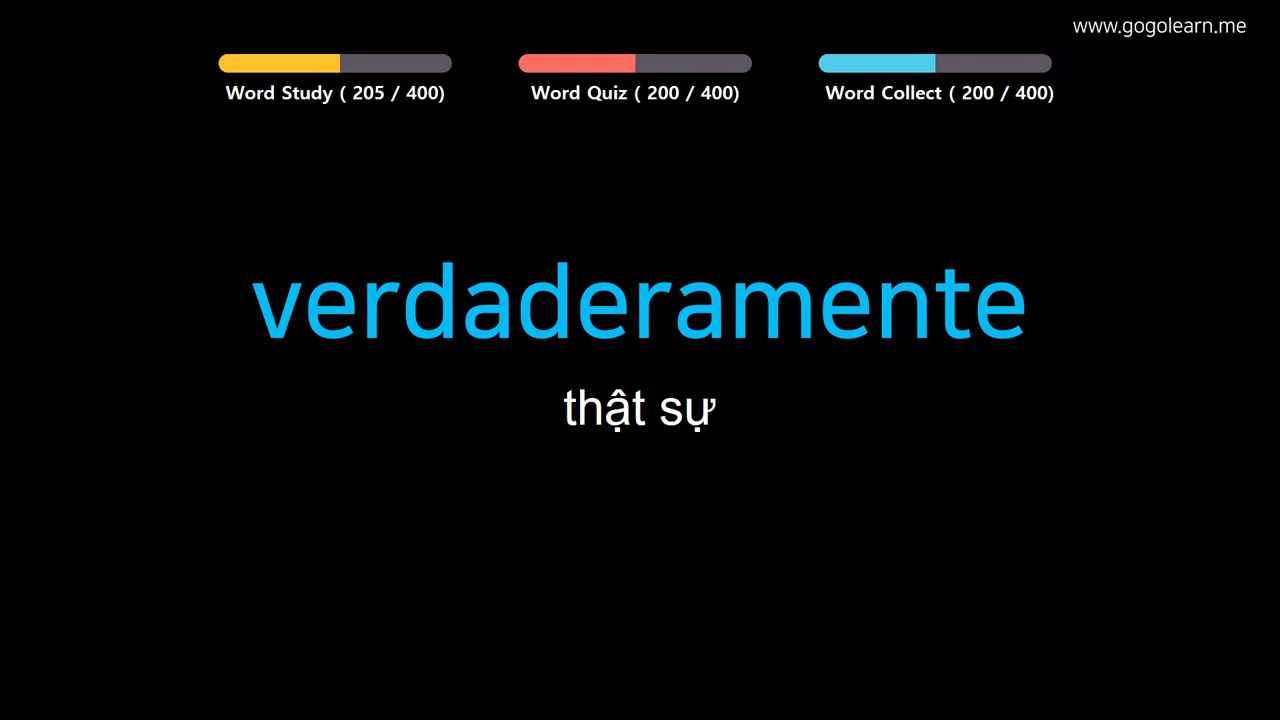 www.gogolearn.me
Word Study ( 205 / 400)
Word Quiz ( 200 / 400)
Word Collect ( 200 / 400)
verdaderamente
thật sự